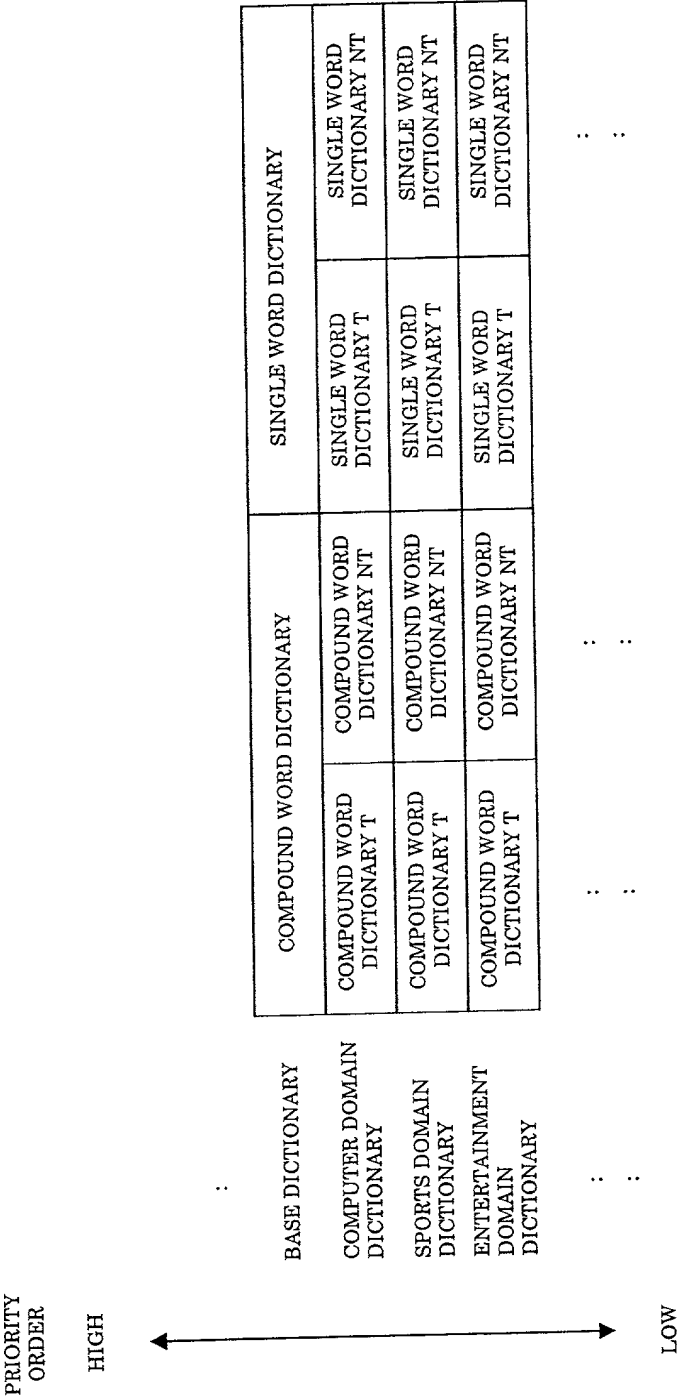 PRIORITY
ORDER
HIGH
:
BASE DICTIONARY
COMPOUND WORD DICTIONARY
SINGLE WORD DICTIONARY
COMPUTER DOMAIN
DICTIONARY
COMPOUND WORD
DICTIONARY T
COMPOUND WORD
DICTIONARY NT
SINGLE WORD
DICTIONARY T
SINGLE WORD
DICTIONARY NT
SPORTS DOMAIN
DICTIONARY
COMPOUND WORD
DICTIONARY T
COMPOUND WORD
DICTIONARY NT
SINGLE WORD
DICTIONARY T
SINGLE WORD
DICTIONARY NT
ENTERTAINMENT
DOMAIN
DICTIONARY
COMPOUND WORD
DICTIONARY T
COMPOUND WORD
DICTIONARY NT
SINGLE WORD
DICTIONARY T
SINGLE WORD
DICTIONARY NT
: : : : :
: : : : :
LOW